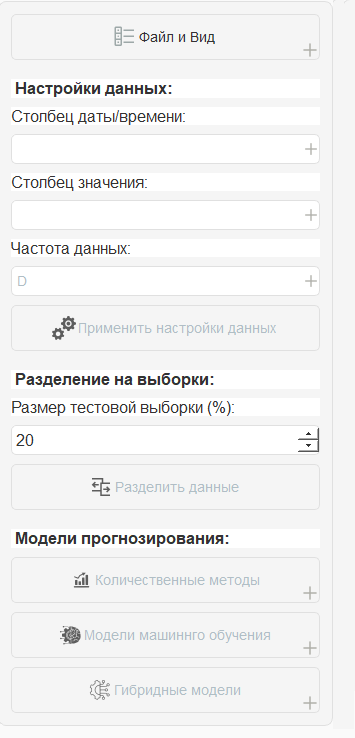 Файл и Вид
Настройки данных:
Столбец даты/времени:
Столбец значения:
Частота данных:
D
Применить настройки данных
Разделение на выборки:
Размер тестовой выборки (%):
20
Разделить данные
Модели прогнозирования:
Количественные методы
Модели машиннго обучения
Гибридные модели